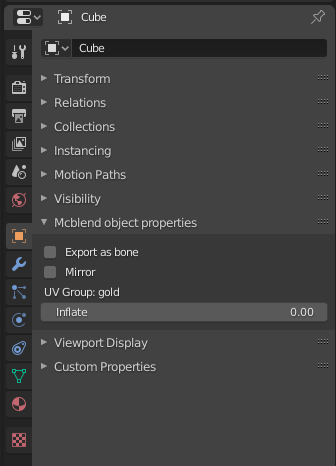 Cube
Cube
Transform
Relations
Collections
Instancing
Motion Paths
Visibility
Mcblend object properties
Export as bone
Mirror
UV Group: gold
Inflate 0.00
Viewport Display
Custom Properties